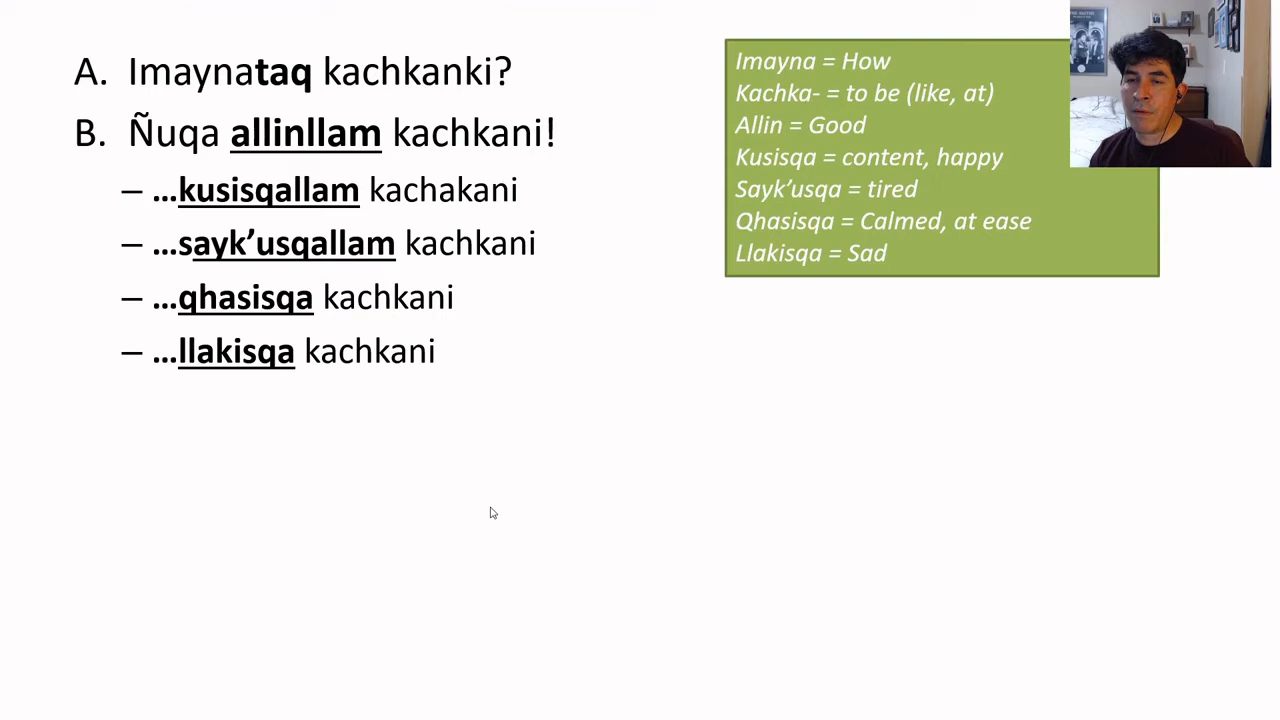 A. Imaynataq kachkanki?
B. Ñuqa allinllam kachkani!
– …kusisqallam kachakani
– …sayk’usqallam kachkani
– …qhasisqa kachkani
– …llakisqa kachkani
Imayna = How
Kachka- = to be (like, at)
Allin = Good
Kusisqa = content, happy
Sayk’usqa = tired
Qhasisqa = Calmed, at ease
Llakisqa = Sad